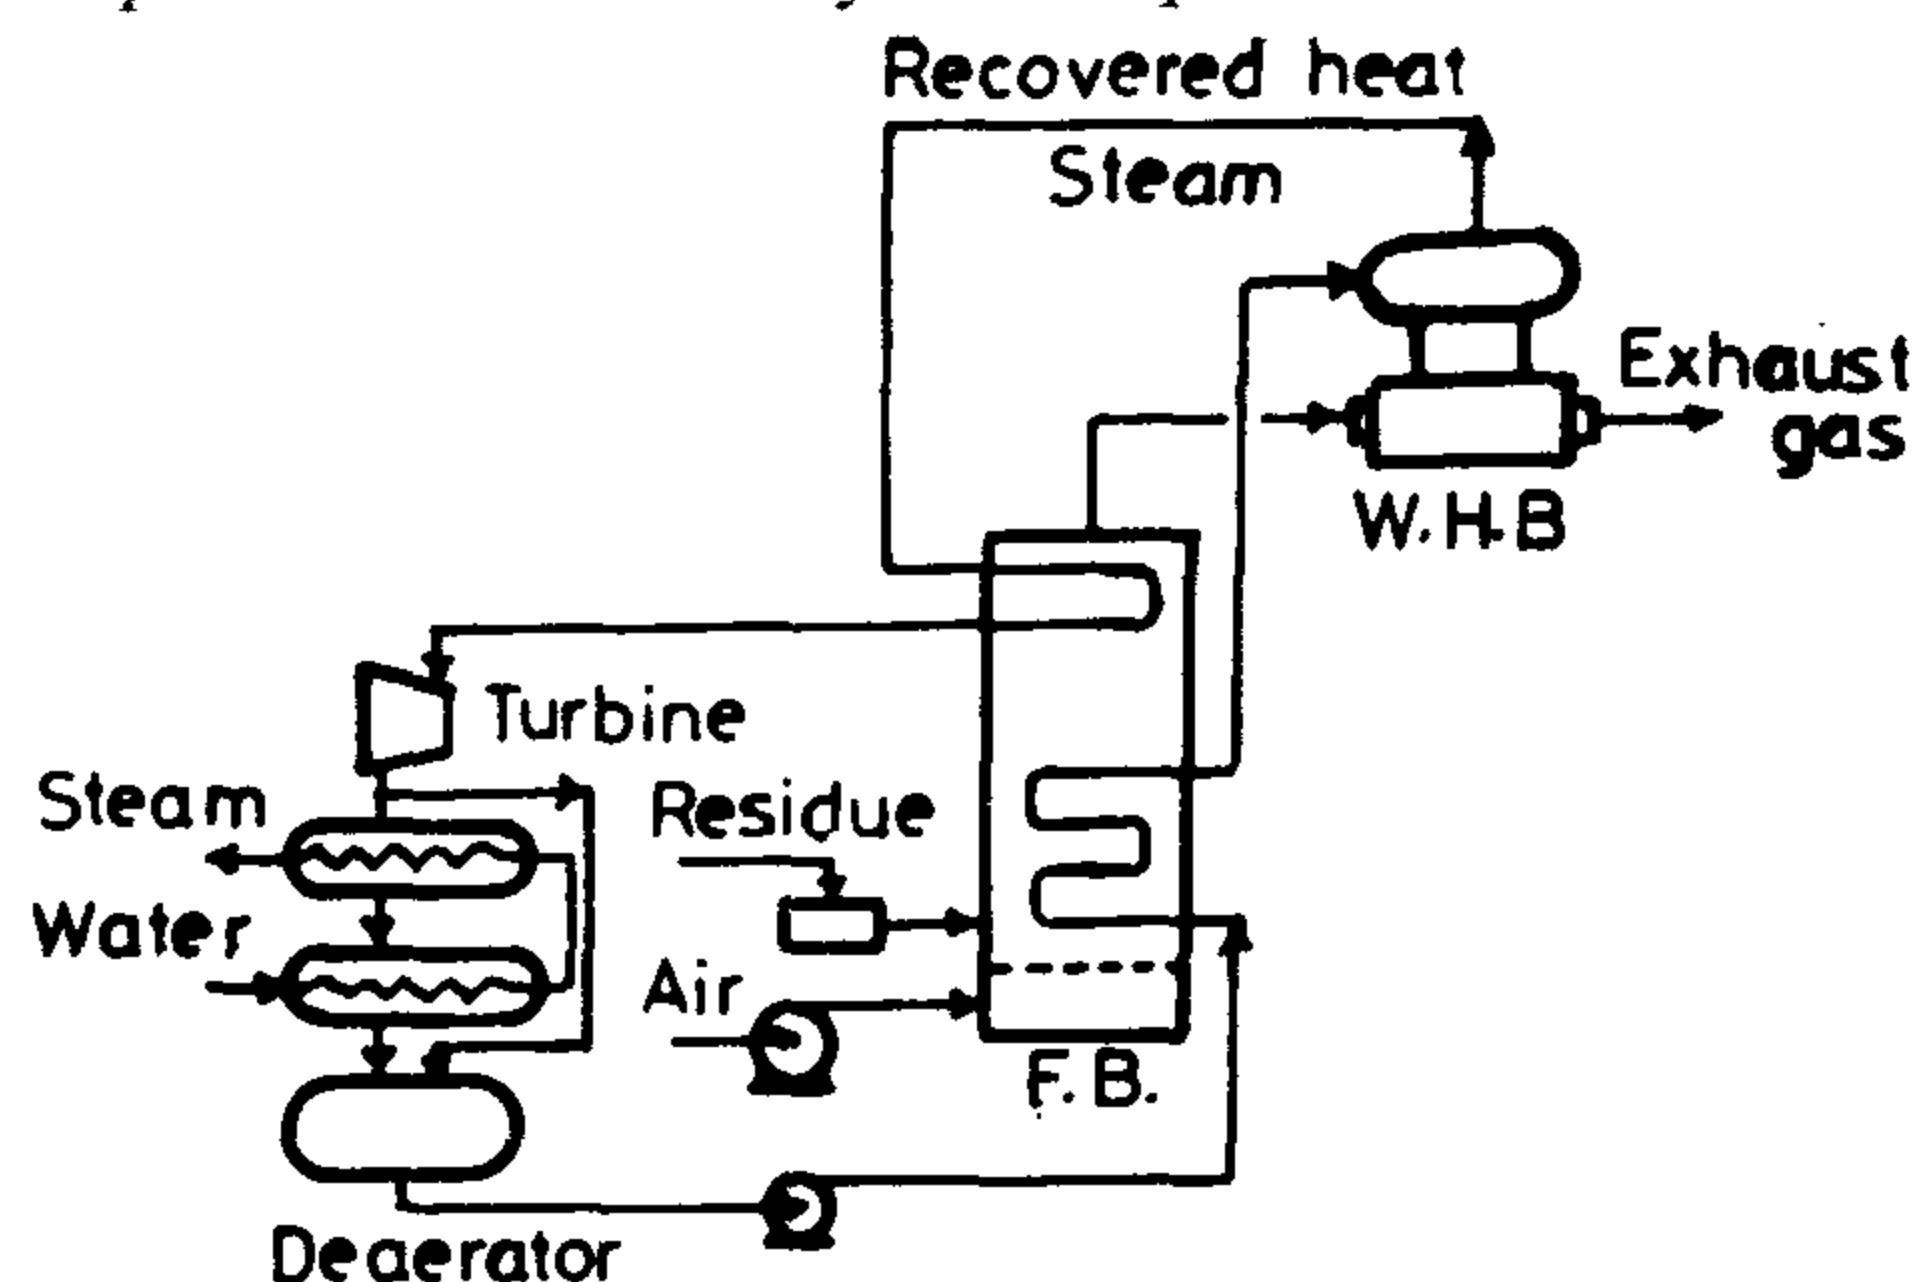 Recovered heat
Steam
Exhaust
gas
W.H.B
Turbine
Steam
Residue
Water
Air
F.B.
Deaerator